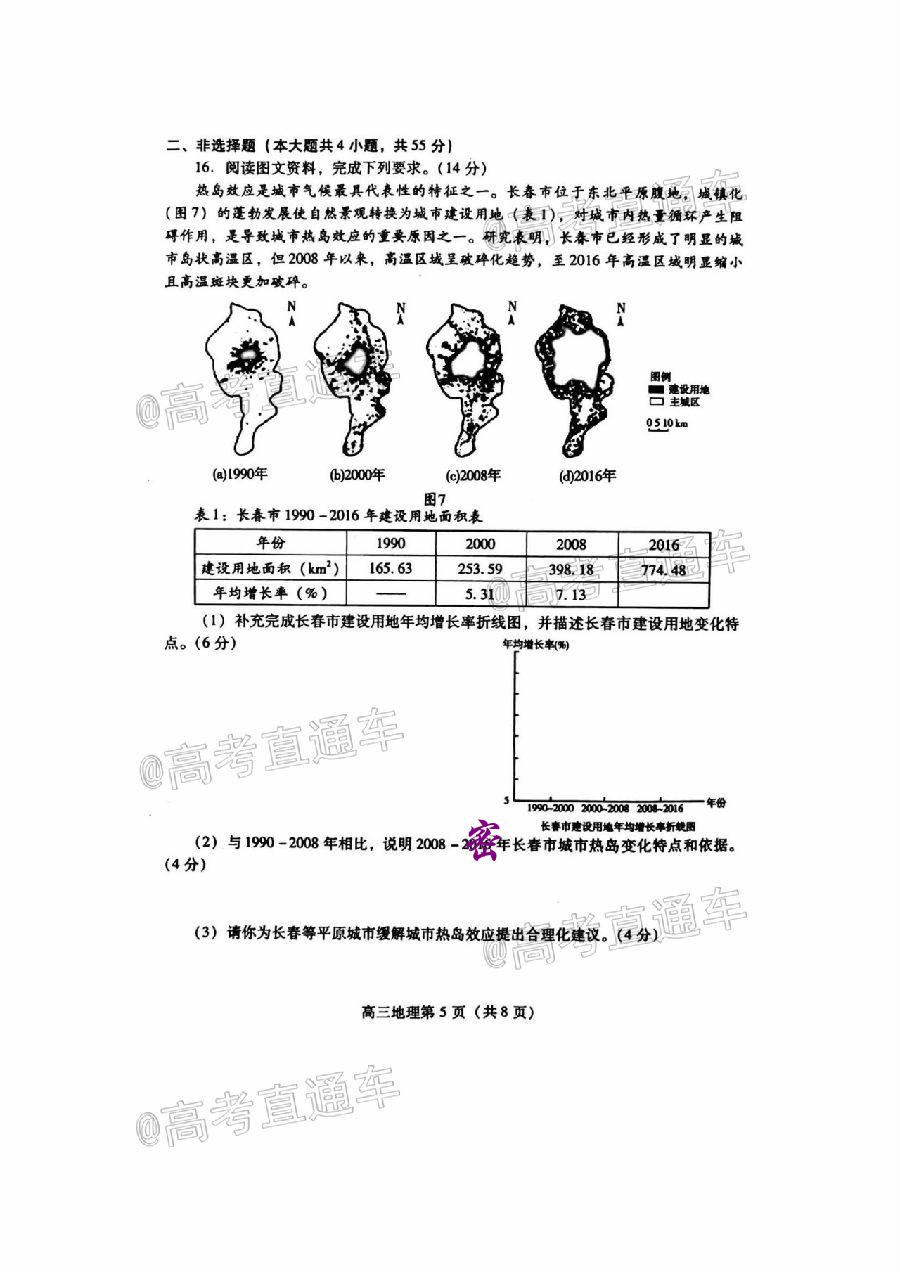 二、非选择题（本大题共4小题，共55分）
16．阅读图文资料，完成下列要求。（14分）
热岛效应是城市气候最具代表性的特征之一。长春市位于东北平原腹地，城镇化
（图7）的蓬勃发展使自然景观转换为城市建设用地（表1），对城市内热量循环产生阻
碍作用，是导致城市热岛效应的重要原因之一。研究表明，长春市已经形成了明显的城
市岛状高温区，但2008年以来，高温区域呈破碎化趋势，至2016年高温区域明显缩小
且高温斑块更加破碎。
N N N N
图例
建设用地
主城区
0 5 10 km
(a)1990年 (b)2000年 (c)2008年 (d)2016年
图7
表1：长春市1990－2016年建设用地面积表
年份 1990 2000 2008 2016
建设用地面积（km²） 165.63 253.59 398.18 774.48
年均增长率（%） —— 5.31 7.13
（1）补充完成长春市建设用地年均增长率折线图，并描述长春市建设用地变化特
点。（6分）
年均增长率(%)
5
1990-2000 2000-2008 2008-2016 年份
长春市建设用地年均增长率折线图
（2）与1990－2008年相比，说明2008－2016年长春市城市热岛变化特点和依据。
密
（4分）
（3）请你为长春等平原城市缓解城市热岛效应提出合理化建议。（4分）
高三地理第5页（共8页）
@高考直通车
@高考直通车
@高考直通车
@高考直通车
@高考直通车
@高考直通车
@高考直通车